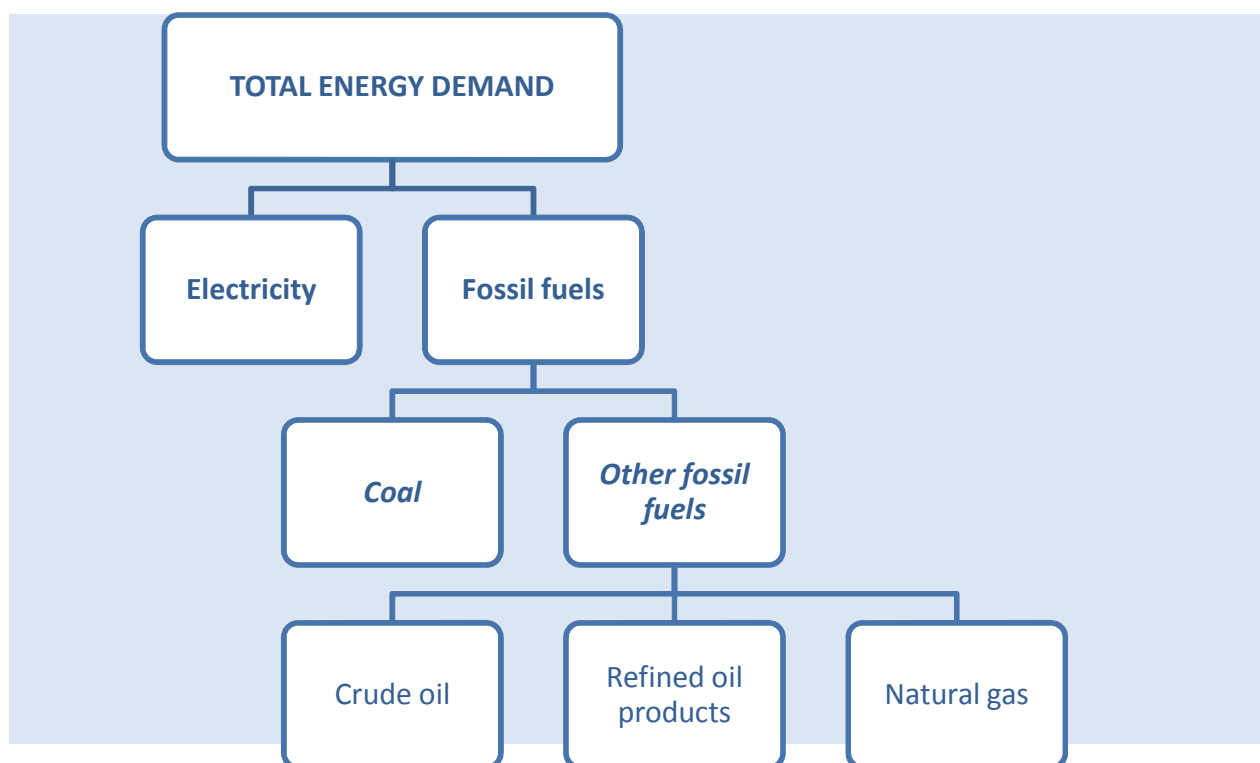 TOTAL ENERGY DEMAND
Electricity
Fossil fuels
Coal
Other fossil
fuels
Crude oil
Refined oil
products
Natural gas